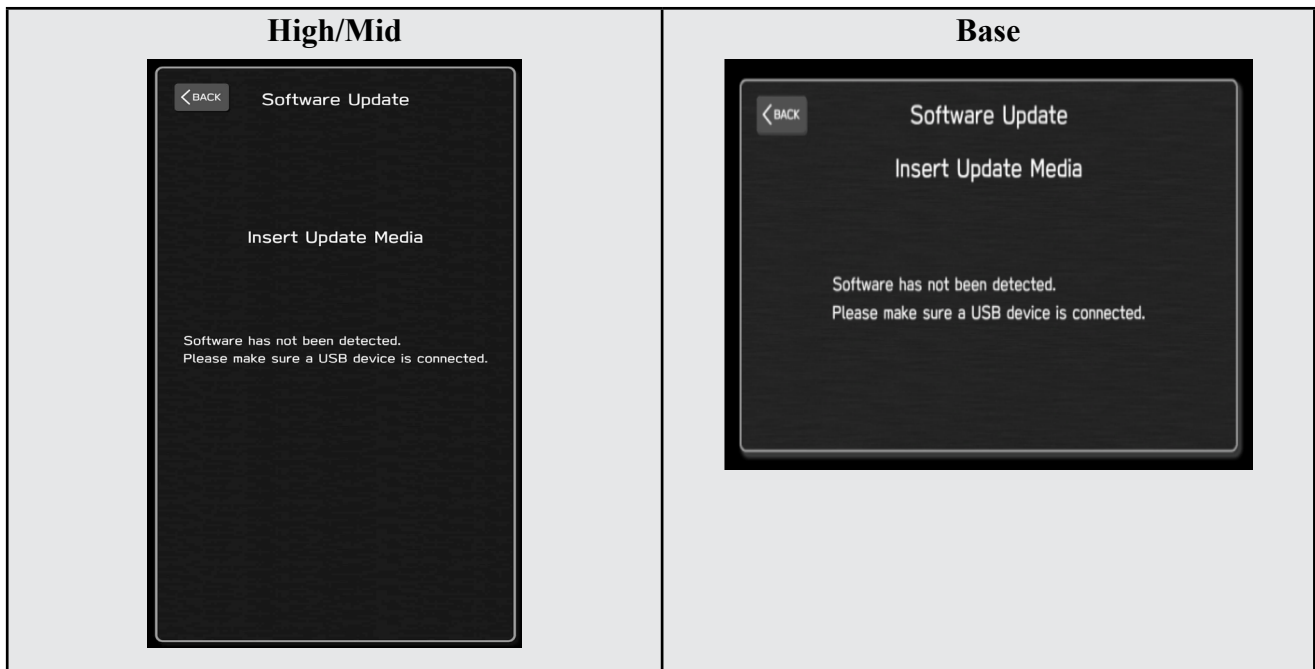 High/Mid
BACK
Software Update
Insert Update Media
Software has not been detected.
Please make sure a USB device is connected.
Base
BACK
Software Update
Insert Update Media
Software has not been detected.
Please make sure a USB device is connected.